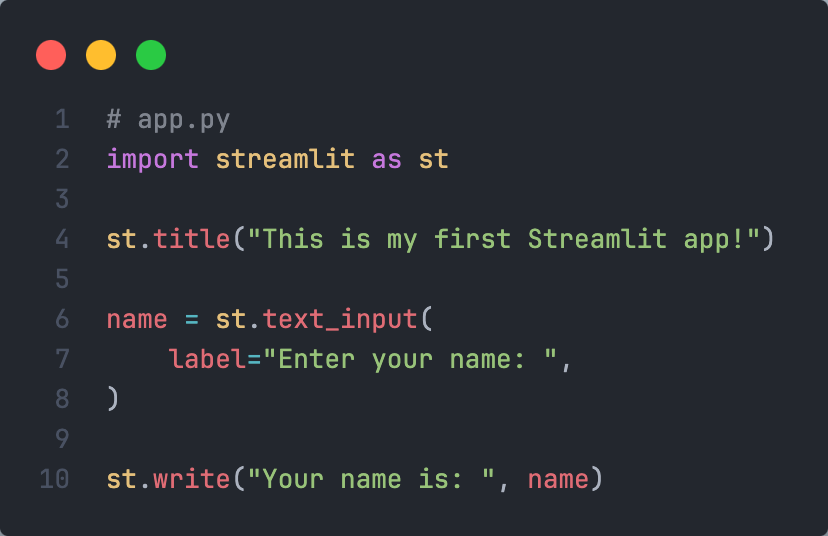 1 # app.py
2 import streamlit as st
3
4 st.title("This is my first Streamlit app!")
5
6 name = st.text_input(
7     label="Enter your name: ",
8 )
9
10 st.write("Your name is: ", name)